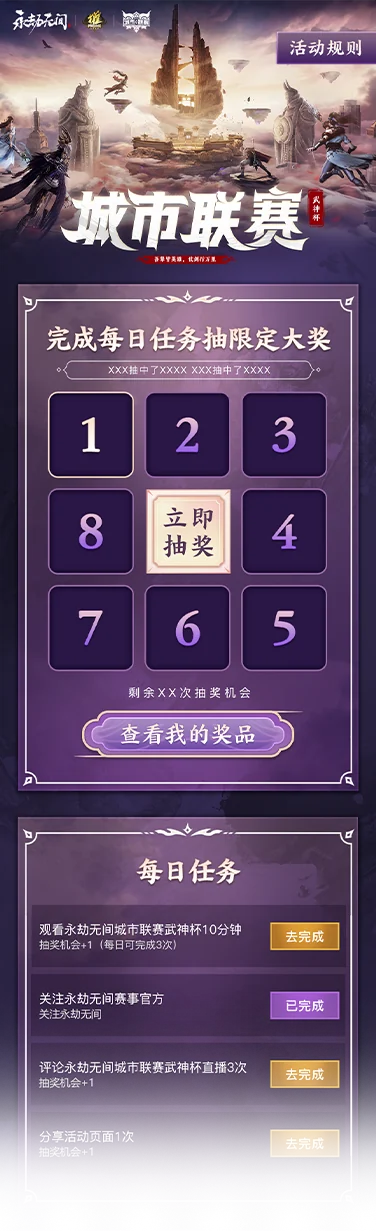 永劫无间
活动规则
城市联赛
武神杯
完成每日任务抽限定大奖
XXX抽中了XXXX XXX抽中了XXXX
1
2
3
8
立即
抽奖
4
7
6
5
剩余XX次抽奖机会
查看我的奖品
每日任务
观看永劫无间城市联赛武神杯10分钟
抽奖机会+1（每日可完成3次）
去完成
关注永劫无间赛事官方
关注永劫无间
已完成
评论永劫无间城市联赛武神杯直播3次
抽奖机会+1
去完成
分享活动页面1次
抽奖机会+1
去完成